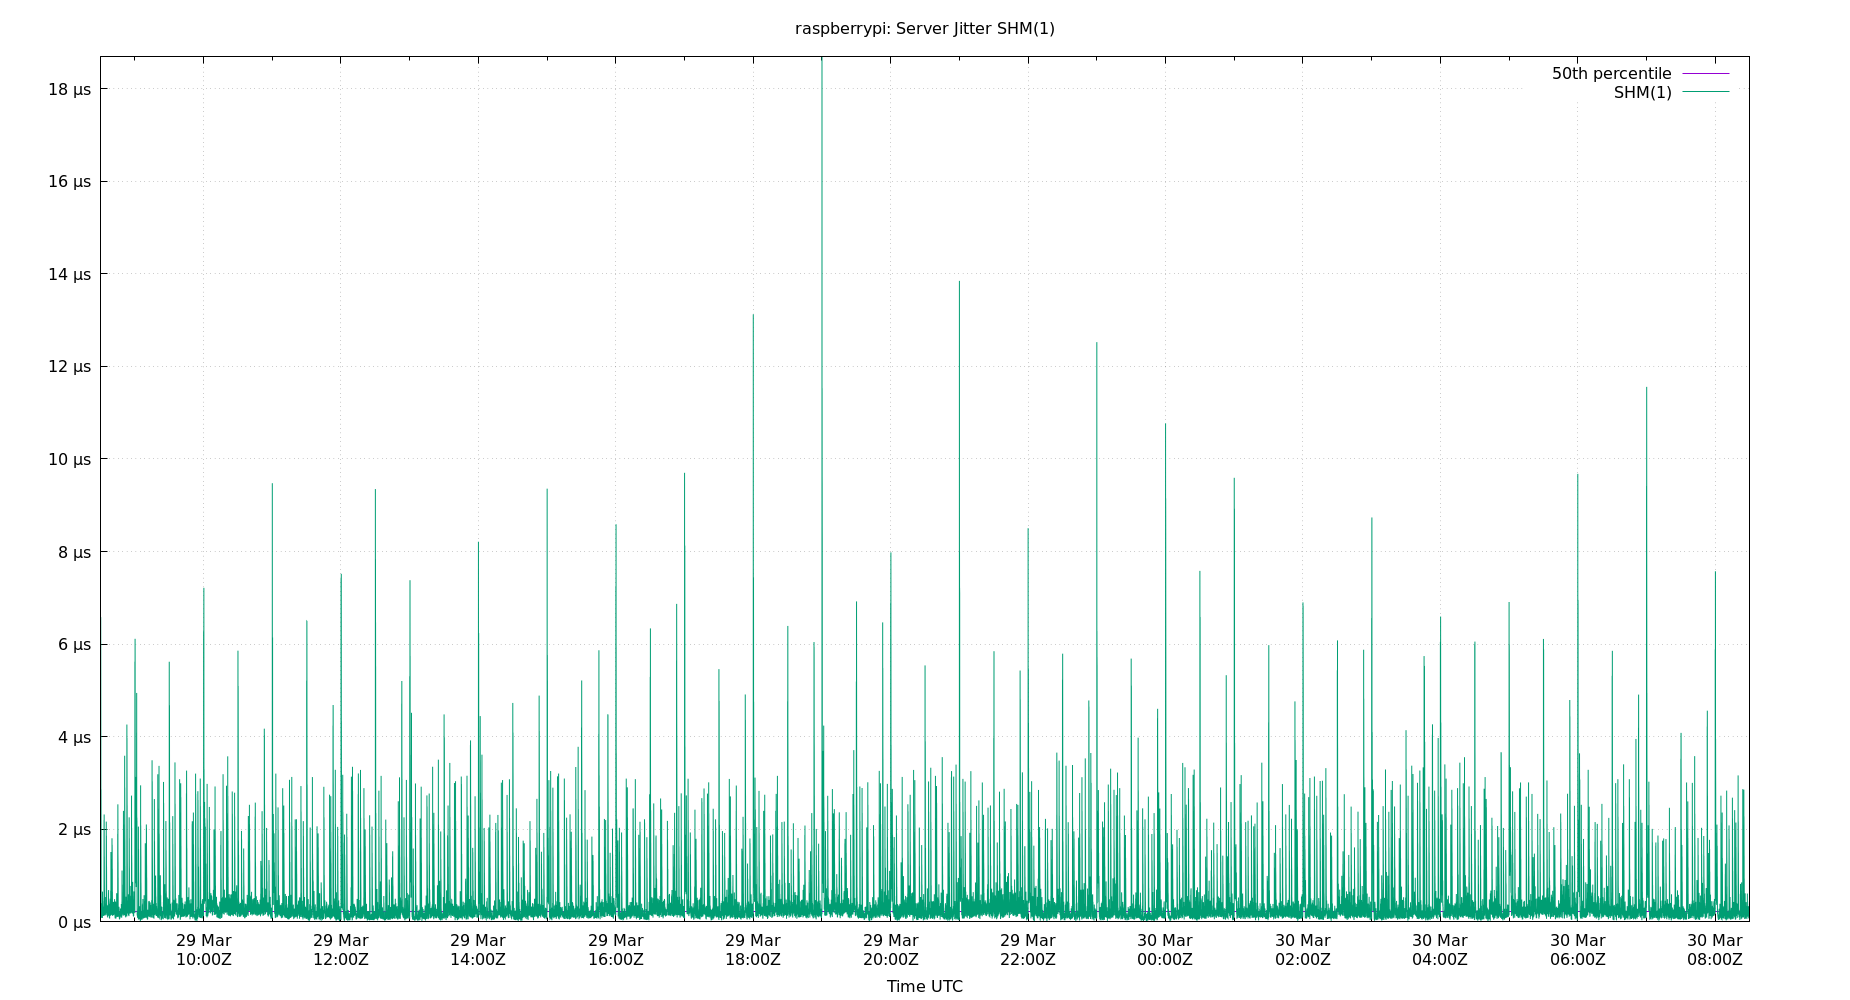 raspberrypi: Server Jitter SHM(1)
50th percentile
SHM(1)
18 µs
16 µs
14 µs
12 µs
10 µs
8 µs
6 µs
4 µs
2 µs
0 µs
29 Mar 29 Mar 29 Mar 29 Mar 29 Mar 29 Mar 29 Mar 30 Mar 30 Mar 30 Mar 30 Mar 30 Mar
10:00Z 12:00Z 14:00Z 16:00Z 18:00Z 20:00Z 22:00Z 00:00Z 02:00Z 04:00Z 06:00Z 08:00Z
Time UTC